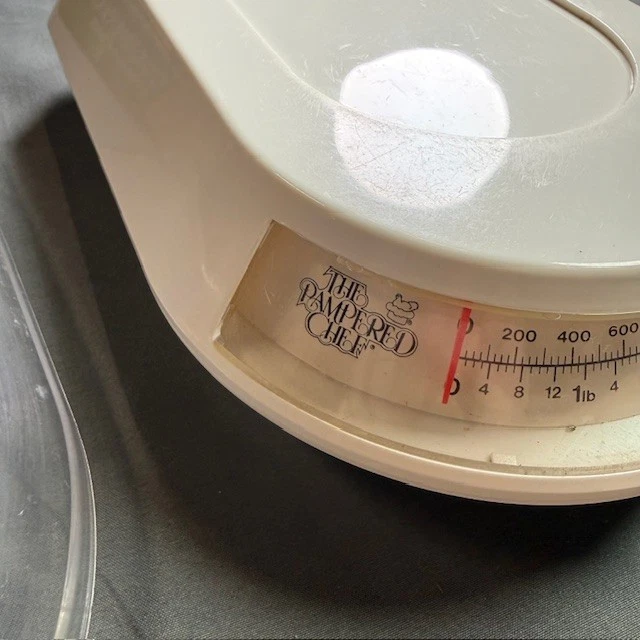 THE
PAMPERED
CHEF®
0 200 400 600
0 4 8 12 1lb 4